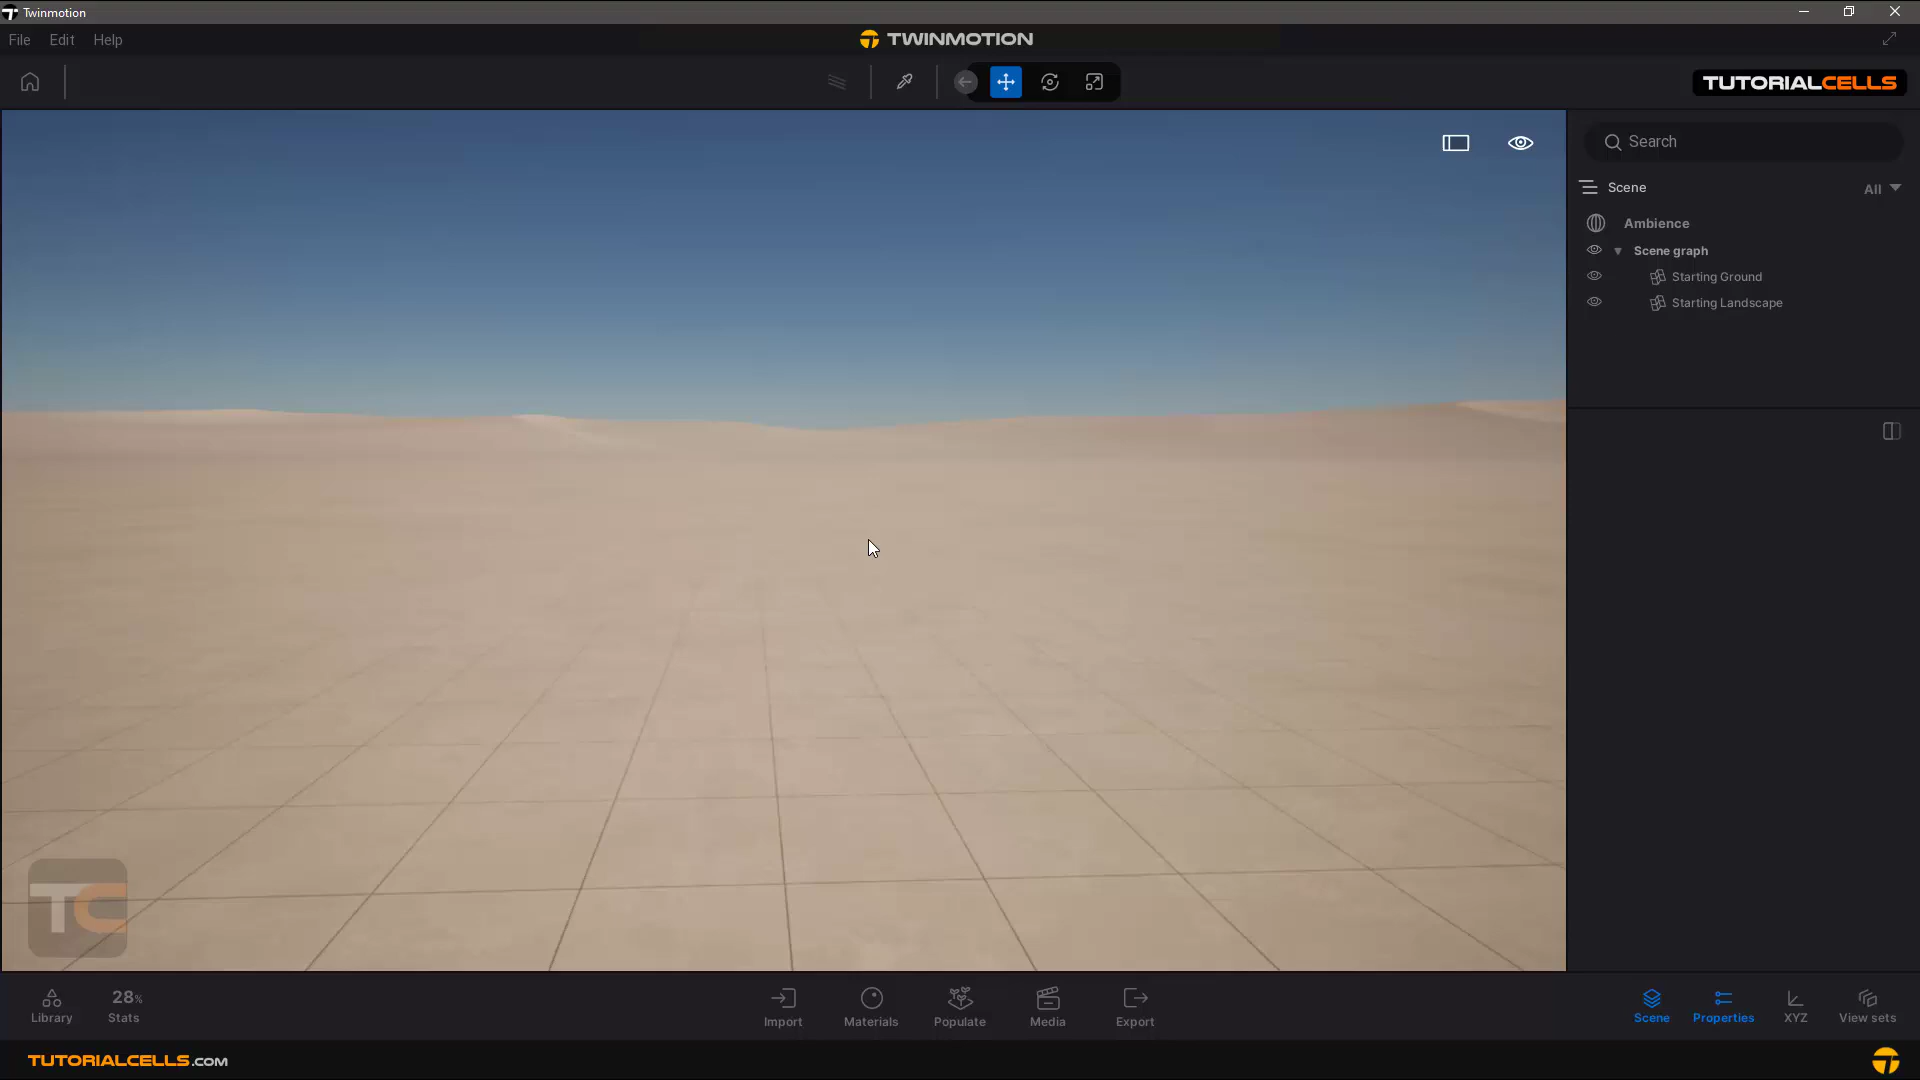 Twinmotion
File Edit Help
TWINMOTION
TUTORIALCELLS
Search
Scene
All
Ambience
Scene graph
Starting Ground
Starting Landscape
TC
Library
28%
Stats
Import
Materials
Populate
Media
Export
Scene
Properties
XYZ
View sets
TUTORIALCELLS.COM